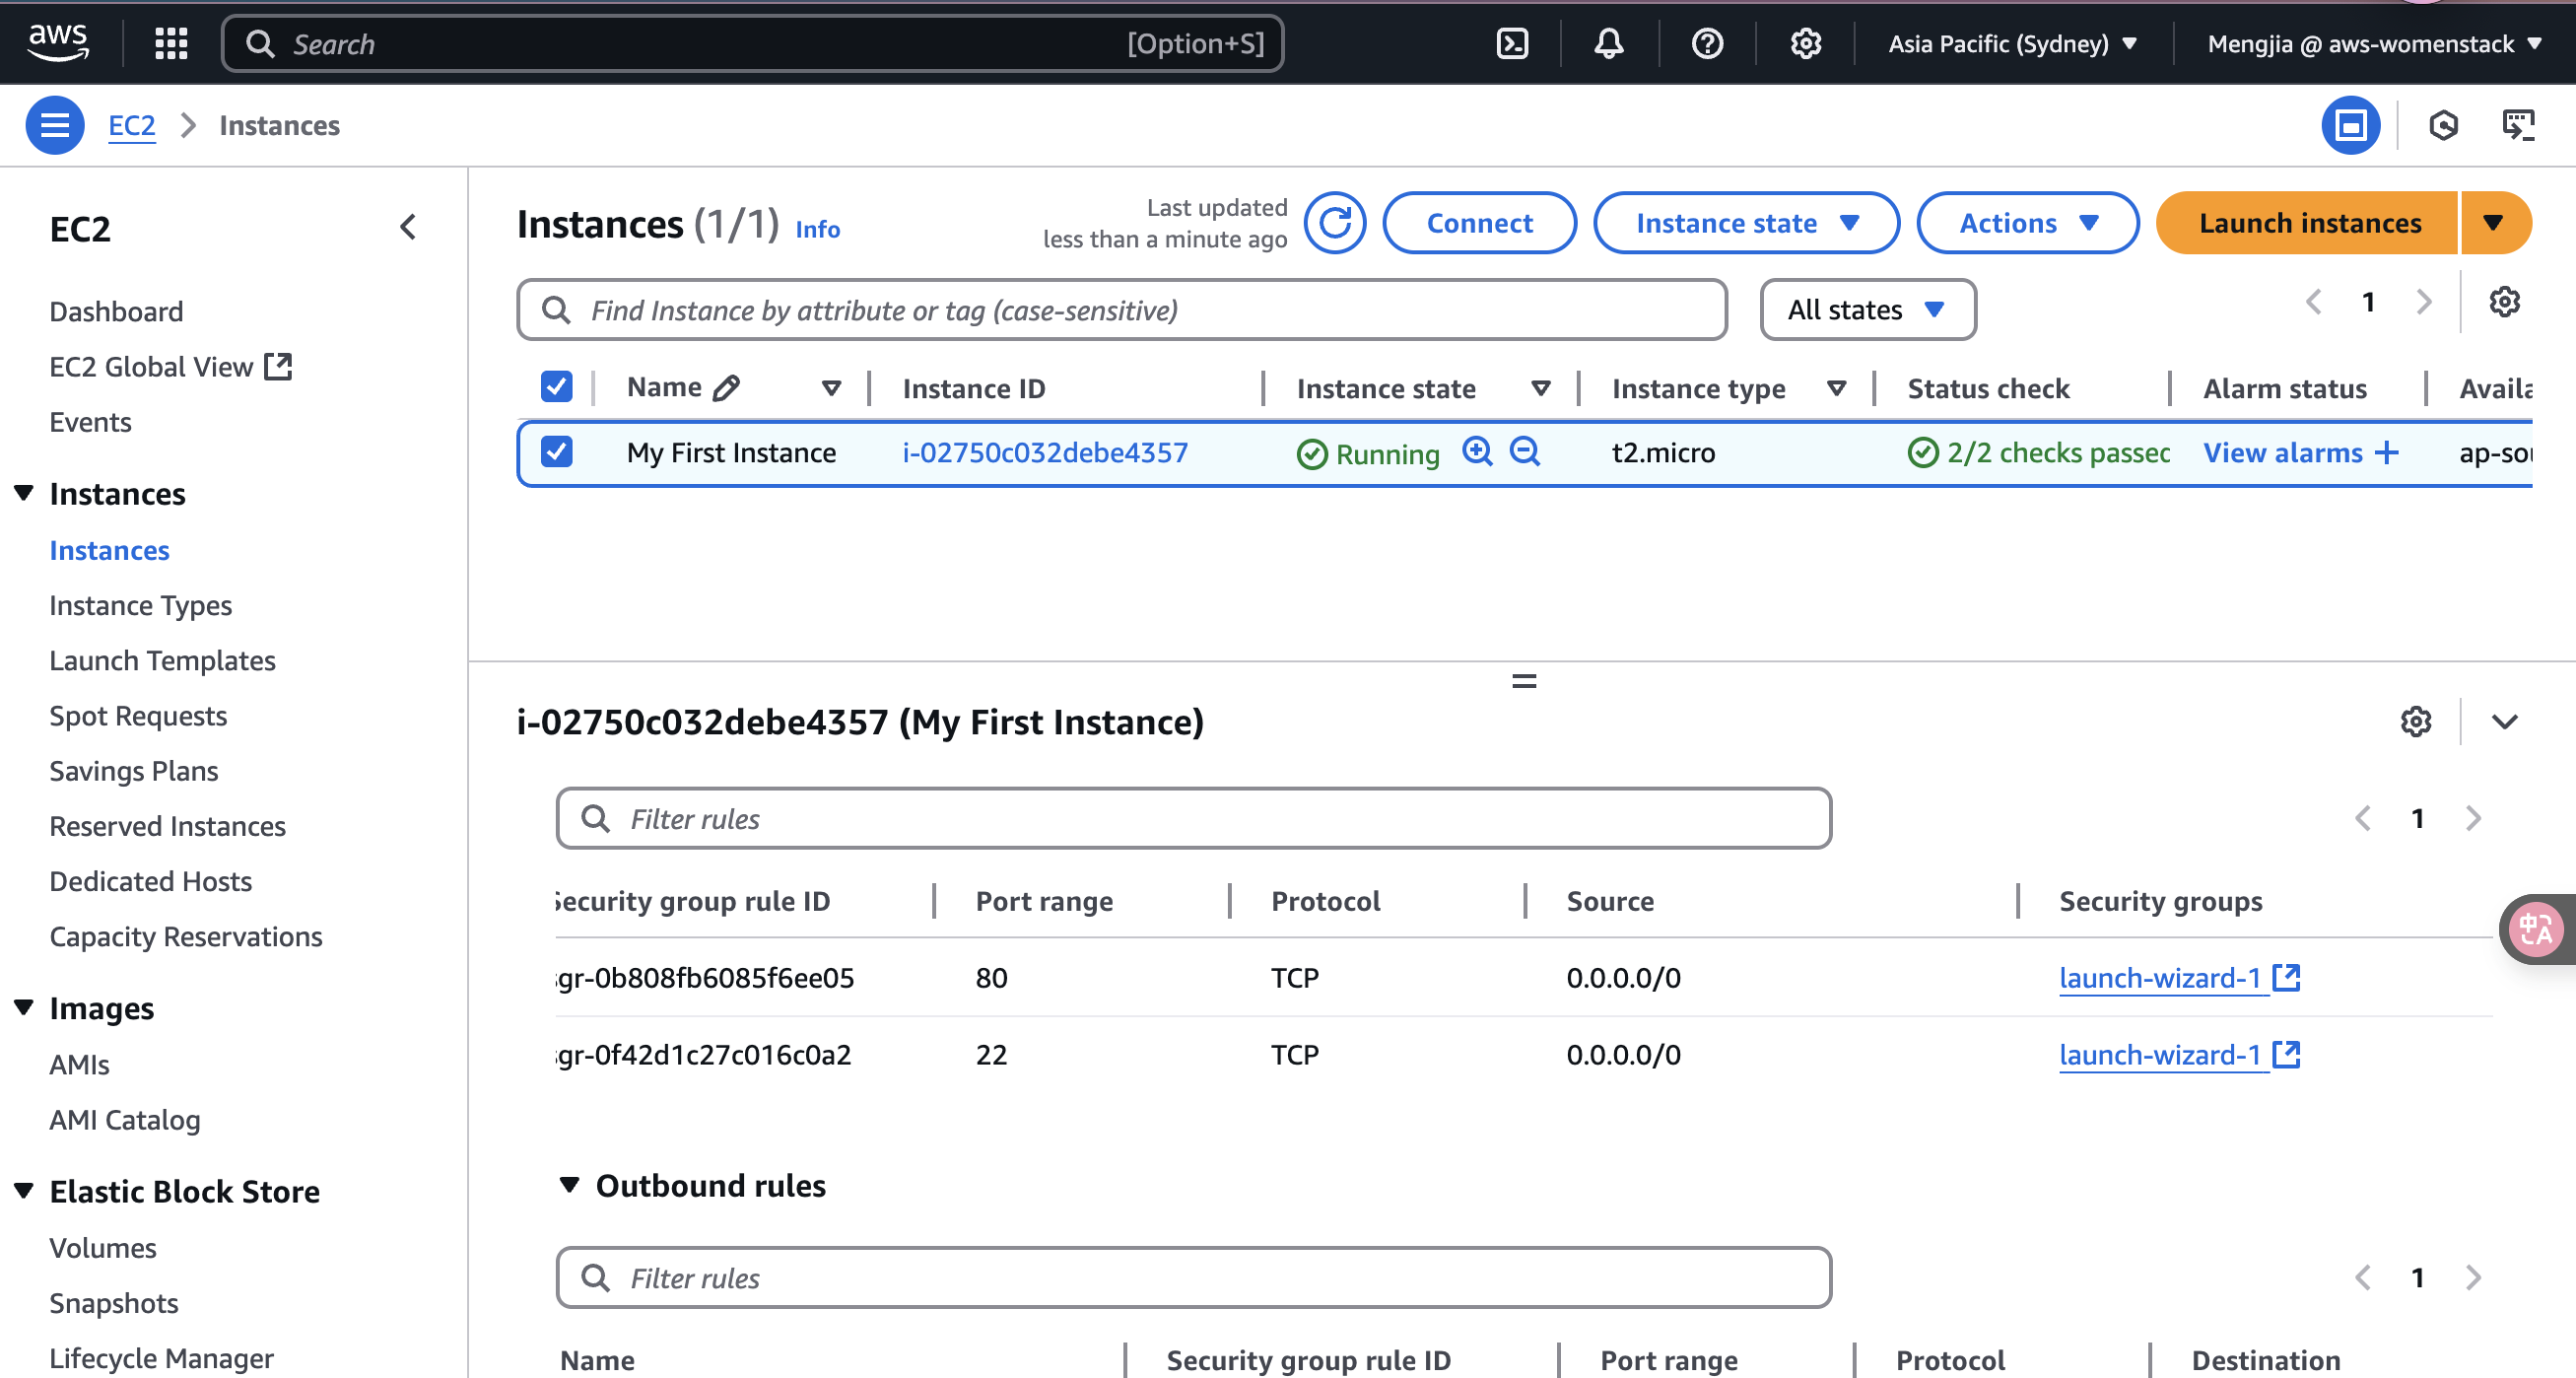 aws
Search [Option+S] Asia Pacific (Sydney) Mengjia @ aws-womenstack
EC2 Instances
EC2
Dashboard
EC2 Global View
Events
Instances
Instances
Instance Types
Launch Templates
Spot Requests
Savings Plans
Reserved Instances
Dedicated Hosts
Capacity Reservations
Images
AMIs
AMI Catalog
Elastic Block Store
Volumes
Snapshots
Lifecycle Manager
Instances (1/1) Info
Last updated
less than a minute ago
Connect Instance state Actions Launch instances
Find Instance by attribute or tag (case-sensitive) All states 1
Name Instance ID Instance state Instance type Status check Alarm status Availa
My First Instance i-02750c032debe4357 Running t2.micro 2/2 checks passed View alarms + ap-sou
i-02750c032debe4357 (My First Instance)
Filter rules 1
Security group rule ID Port range Protocol Source Security groups
sgr-0b808fb6085f6ee05 80 TCP 0.0.0.0/0 launch-wizard-1
sgr-0f42d1c27c016c0a2 22 TCP 0.0.0.0/0 launch-wizard-1
中A
Outbound rules
Filter rules 1
Name Security group rule ID Port range Protocol Destination